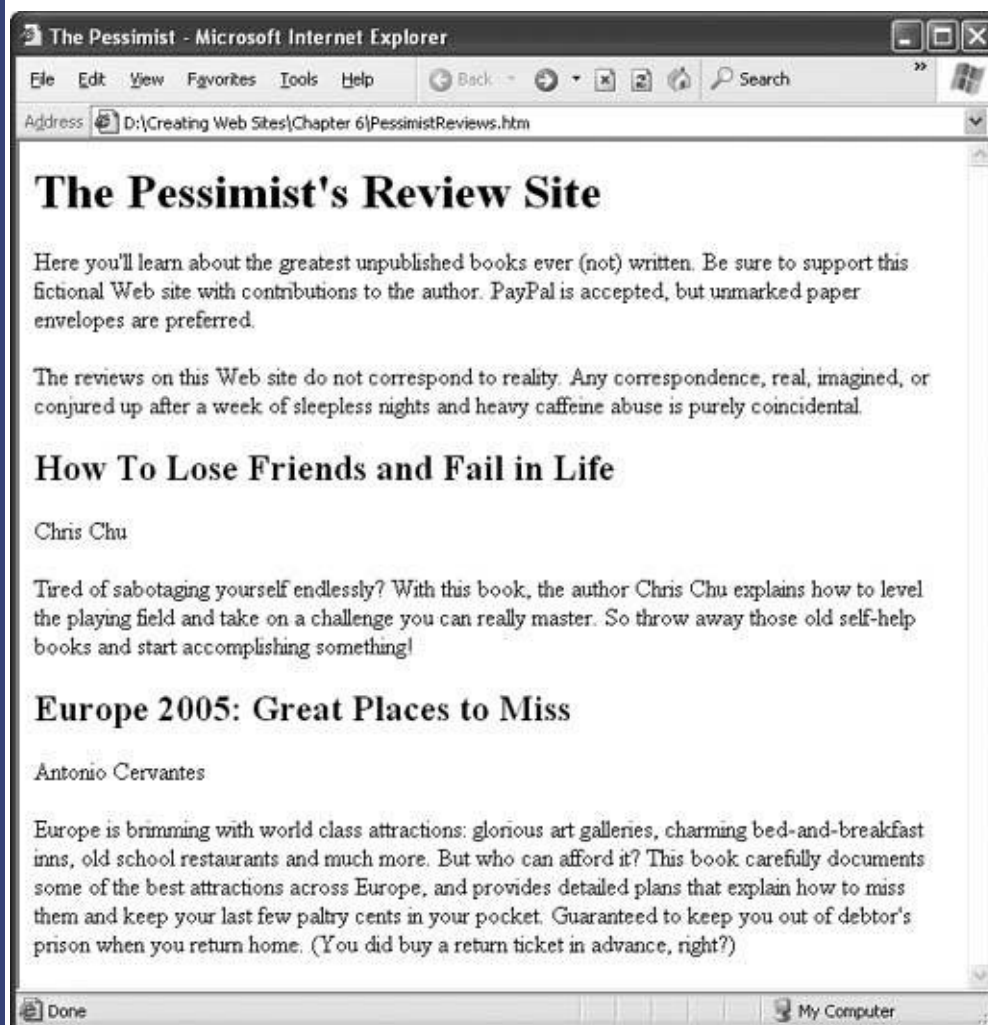 The Pessimist - Microsoft Internet Explorer
File Edit View Favorites Tools Help Back Search »
Address D:\Creating Web Sites\Chapter 6\PessimistReviews.htm
The Pessimist's Review Site
Here you'll learn about the greatest unpublished books ever (not) written. Be sure to support this
fictional Web site with contributions to the author. PayPal is accepted, but unmarked paper
envelopes are preferred.
The reviews on this Web site do not correspond to reality. Any correspondence, real, imagined, or
conjured up after a week of sleepless nights and heavy caffeine abuse is purely coincidental.
How To Lose Friends and Fail in Life
Chris Chu
Tired of sabotaging yourself endlessly? With this book, the author Chris Chu explains how to level
the playing field and take on a challenge you can really master. So throw away those old self-help
books and start accomplishing something!
Europe 2005: Great Places to Miss
Antonio Cervantes
Europe is brimming with world class attractions: glorious art galleries, charming bed-and-breakfast
inns, old school restaurants and much more. But who can afford it? This book carefully documents
some of the best attractions across Europe, and provides detailed plans that explain how to miss
them and keep your last few paltry cents in your pocket. Guaranteed to keep you out of debtor's
prison when you return home. (You did buy a return ticket in advance, right?)
Done My Computer